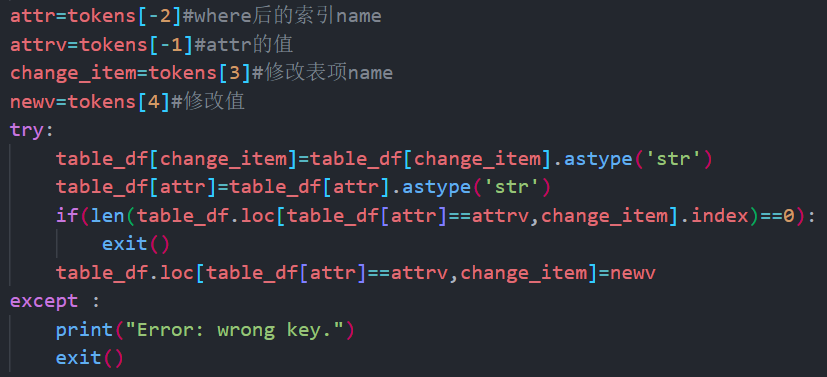 attr=tokens[-2]#where后的索引name
attrv=tokens[-1]#attr的值
change_item=tokens[3]#修改表项name
newv=tokens[4]#修改值
try:
    table_df[change_item]=table_df[change_item].astype('str')
    table_df[attr]=table_df[attr].astype('str')
    if(len(table_df.loc[table_df[attr]==attrv,change_item].index)==0):
        exit()
    table_df.loc[table_df[attr]==attrv,change_item]=newv
except :
    print("Error: wrong key.")
    exit()